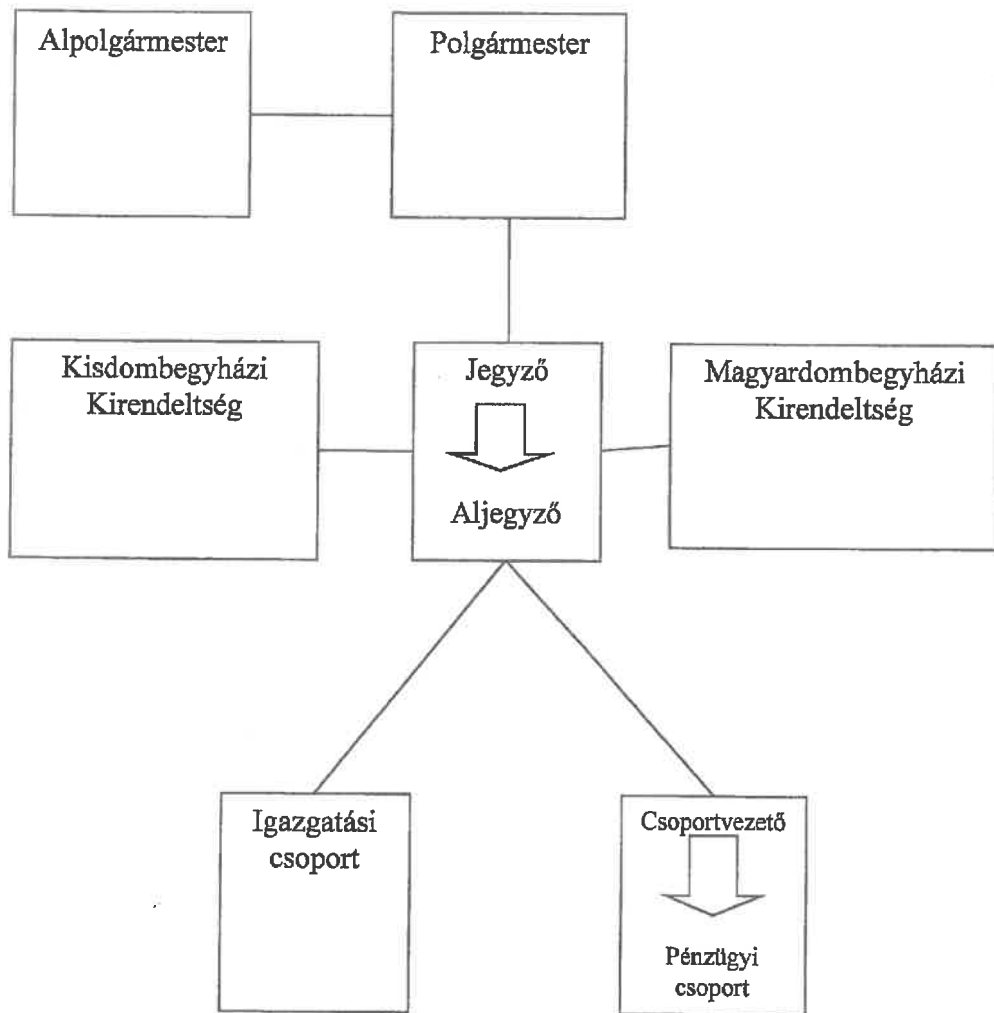 Alpolgármester
Polgármester
Kisdombegyházi
Kirendeltség
Jegyző
Aljegyző
Magyardombegyházi
Kirendeltség
Igazgatási
csoport
Csoportvezető
Pénzügyi
csoport